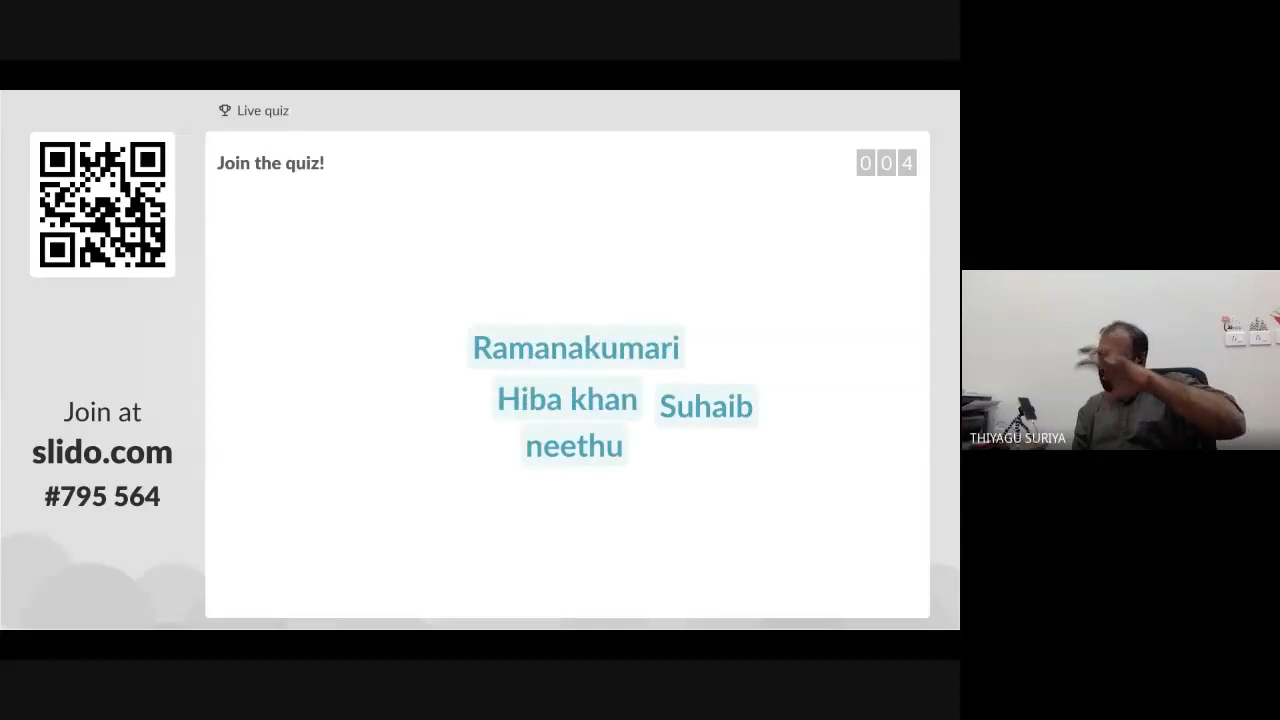 Live quiz
Join the quiz!
004
Ramanakumari
Hiba khan
Suhaib
neethu
Join at
slido.com
#795 564
THIYAGU SURIYA